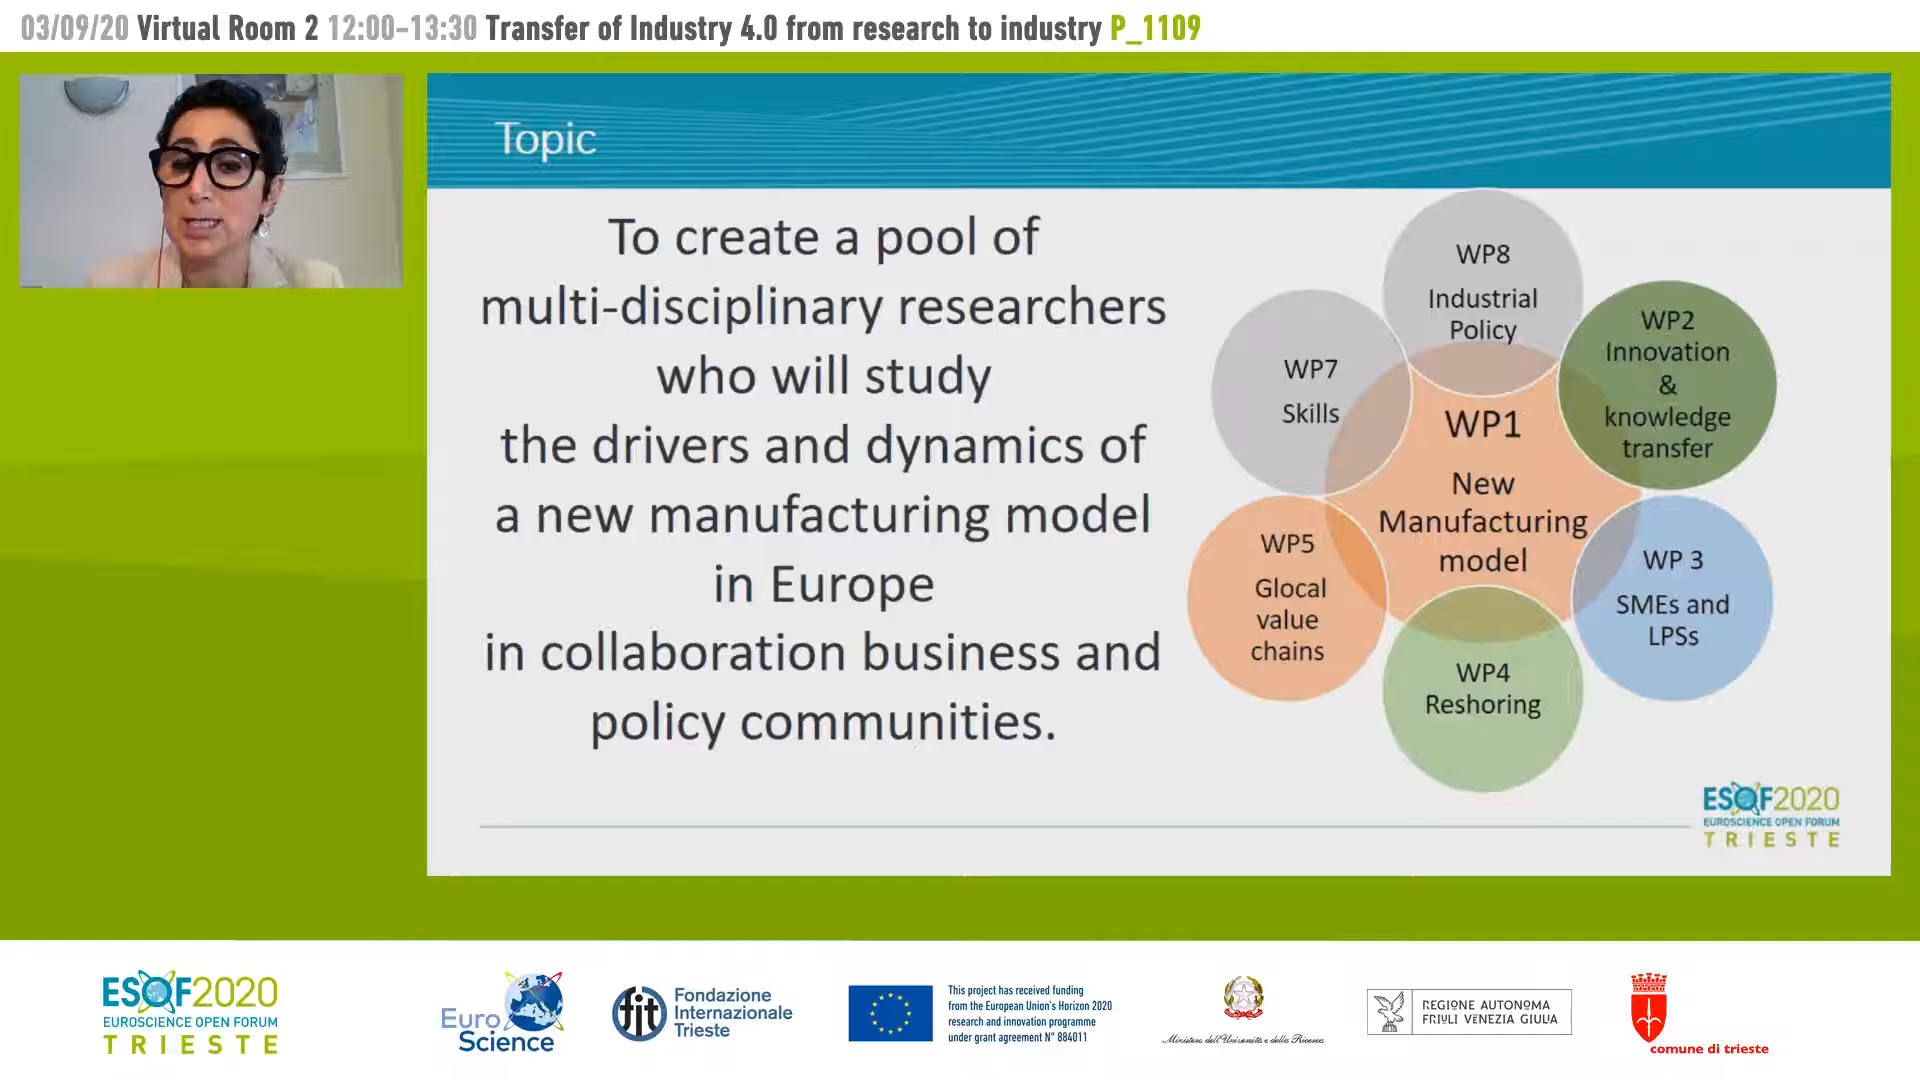 03/09/20 Virtual Room 2 12:00-13:30 Transfer of Industry 4.0 from research to industry P_1109
Topic
To create a pool of
multi-disciplinary researchers
who will study
the drivers and dynamics of
a new manufacturing model
in Europe
in collaboration business and
policy communities.
WP8
Industrial
Policy
WP2
Innovation
&
knowledge
transfer
WP7
Skills
WP1
New
Manufacturing
model
WP5
Glocal
value
chains
WP 3
SMEs and
LPSs
WP4
Reshoring
ESOF2020
EUROSCIENCE OPEN FORUM
TRIESTE
ESOF2020
EUROSCIENCE OPEN FORUM
TRIESTE
Euro
Science
fit
Fondazione
Internazionale
Trieste
This project has received funding
from the European Union's Horizon 2020
research and innovation programme
under grant agreement N° 884011
Ministero dell'Università e della Ricerca
REGIONE AUTONOMA
FRIULI VENEZIA GIULIA
comune di trieste